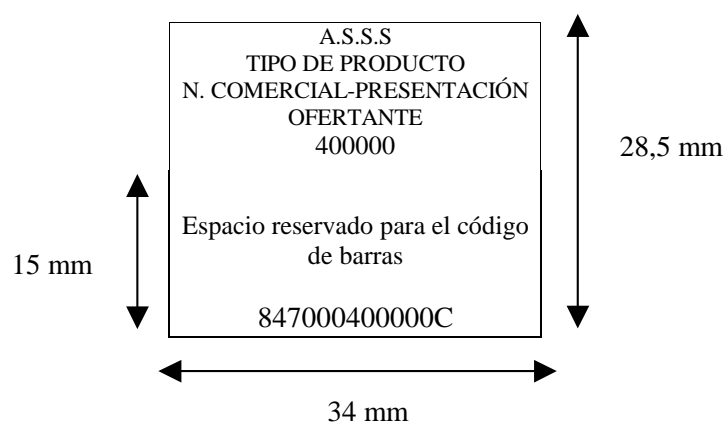 A.S.S.S
TIPO DE PRODUCTO
N. COMERCIAL-PRESENTACIÓN
OFERTANTE
400000
28,5 mm
Espacio reservado para el código
de barras
15 mm
847000400000C
34 mm